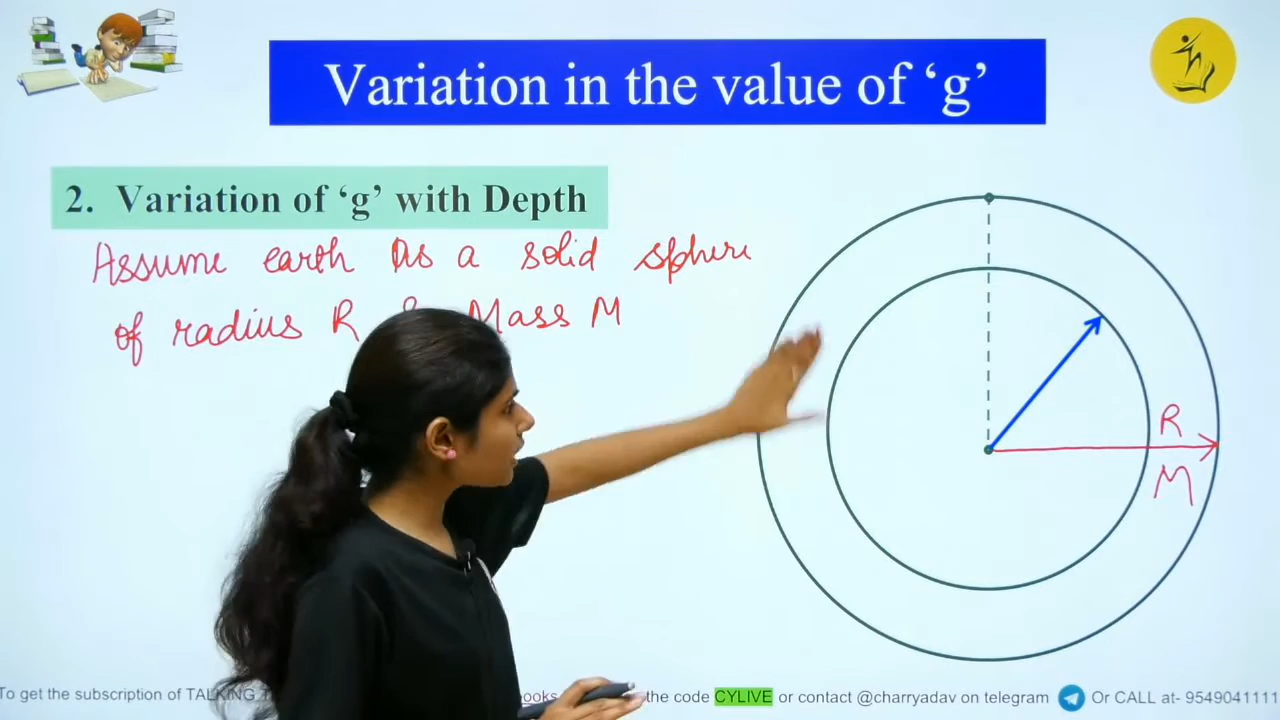 Variation in the value of ‘g’
2. Variation of ‘g’ with Depth
Assume earth as a solid sphere
of radius R & Mass M
R
M
To get the subscription of TALKING the code CYLIVE or contact @charryadav on telegram Or CALL at- 9549041111